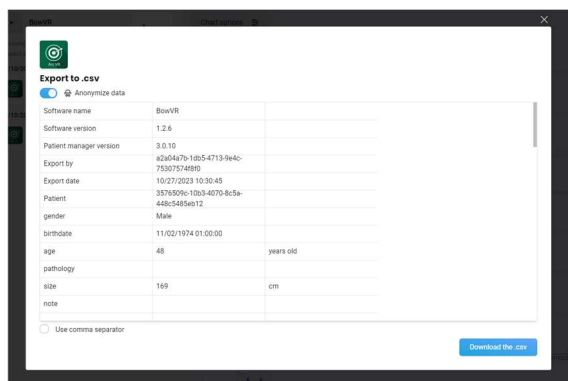 BowVR
Chart options
Bow VR
Export to .csv
Anonymize data
Software name BowVR
Software version 1.2.6
Patient manager version 3.0.10
Export by a2a04a7b-1db5-4713-9e4c-
75307574f8f0
Export date 10/27/2023 10:30:45
Patient 3576509c-10b3-4070-8c5a-
448c5485eb12
gender Male
birthdate 11/02/1974 01:00:00
age 48 years old
pathology
size 169 cm
note
Use comma separator
Download the .csv